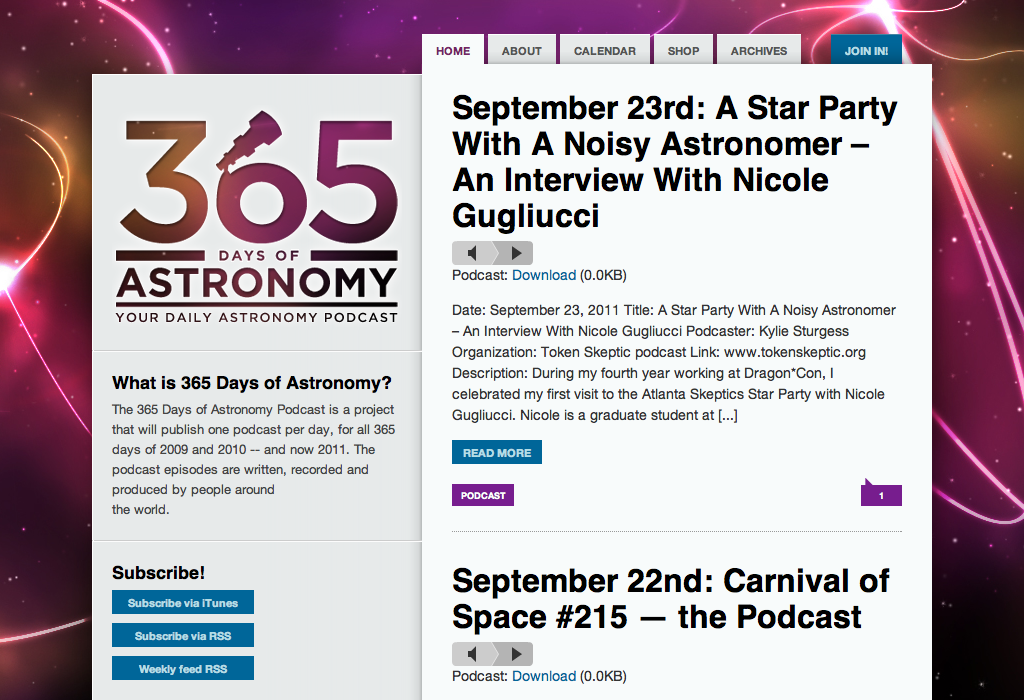 HOME
ABOUT
CALENDAR
SHOP
ARCHIVES
JOIN IN!
365
DAYS OF
ASTRONOMY
YOUR DAILY ASTRONOMY PODCAST
What is 365 Days of Astronomy?
The 365 Days of Astronomy Podcast is a project
that will publish one podcast per day, for all 365
days of 2009 and 2010 -- and now 2011. The
podcast episodes are written, recorded and
produced by people around
the world.
Subscribe!
Subscribe via iTunes
Subscribe via RSS
Weekly feed RSS
September 23rd: A Star Party
With A Noisy Astronomer –
An Interview With Nicole
Gugliucci
Podcast: Download (0.0KB)
Date: September 23, 2011 Title: A Star Party With A Noisy Astronomer
– An Interview With Nicole Gugliucci Podcaster: Kylie Sturgess
Organization: Token Skeptic podcast Link: www.tokenskeptic.org
Description: During my fourth year working at Dragon*Con, I
celebrated my first visit to the Atlanta Skeptics Star Party with Nicole
Gugliucci. Nicole is a graduate student at [...]
READ MORE
PODCAST
1
September 22nd: Carnival of
Space #215 — the Podcast
Podcast: Download (0.0KB)